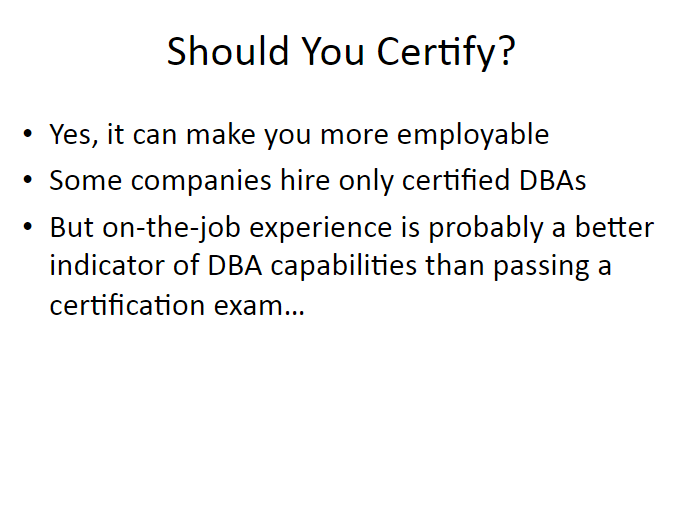 Should You Certify?
• Yes, it can make you more employable
• Some companies hire only certified DBAs
• But on-the-job experience is probably a better
indicator of DBA capabilities than passing a
certification exam…